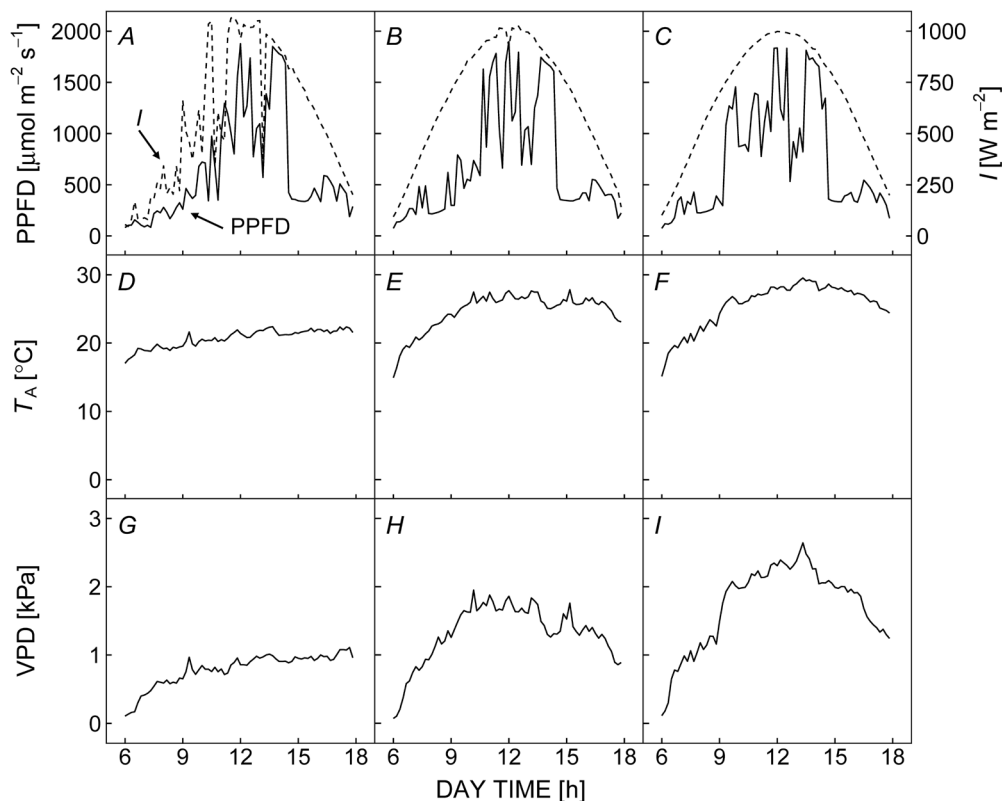 PPFD [µmol m⁻² s⁻¹]
2000
1500
1000
500
0
A
I
PPFD
B
C
1000
750
500
250
0
I [W m⁻²]
T_A [°C]
30
20
10
0
D
E
F
VPD [kPa]
3
2
1
0
G
H
I
6 9 12 15 18
6 9 12 15 18
6 9 12 15 18
DAY TIME [h]